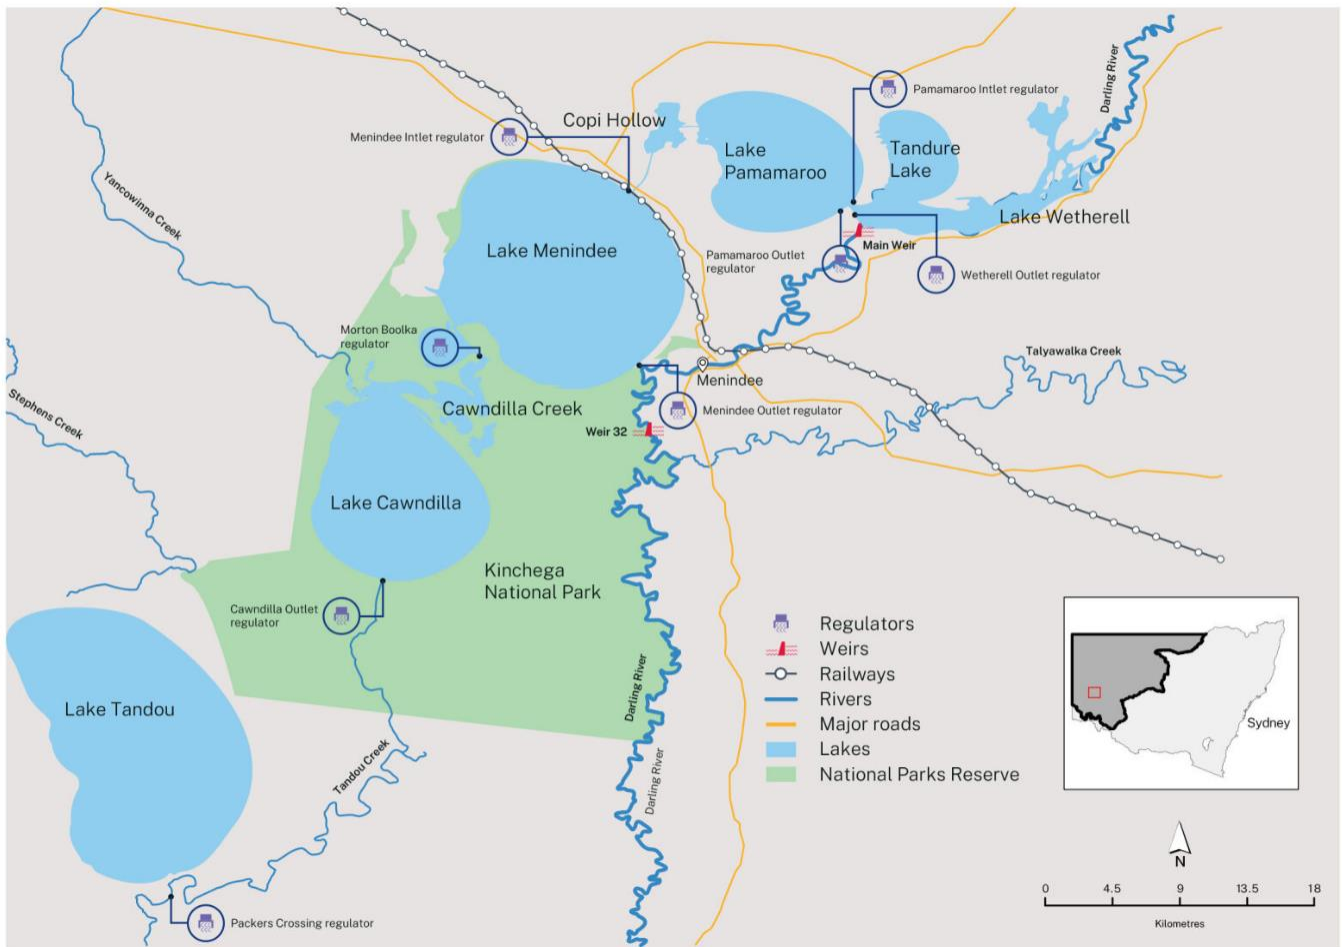 Darling River
Pamamaroo Intlet regulator
Copi Hollow
Menindee Intlet regulator
Lake
Pamamaroo
Tandure
Lake
Yancowinna Creek
Lake Wetherell
Lake Menindee
Main Weir
Pamamaroo Outlet
regulator
Wetherell Outlet regulator
Morton Boolka
regulator
Talyawalka Creek
Menindee
Stephens Creek
Cawndilla Creek
Menindee Outlet regulator
Weir 32
Lake Cawndilla
Kinchega
National Park
Cawndilla Outlet
regulator
Lake Tandou
Darling River
Darling River
Tandou Creek
Packers Crossing regulator
Regulators
Weirs
Railways
Rivers
Major roads
Lakes
National Parks Reserve
Sydney
N
0 4.5 9 13.5 18
Kilometres